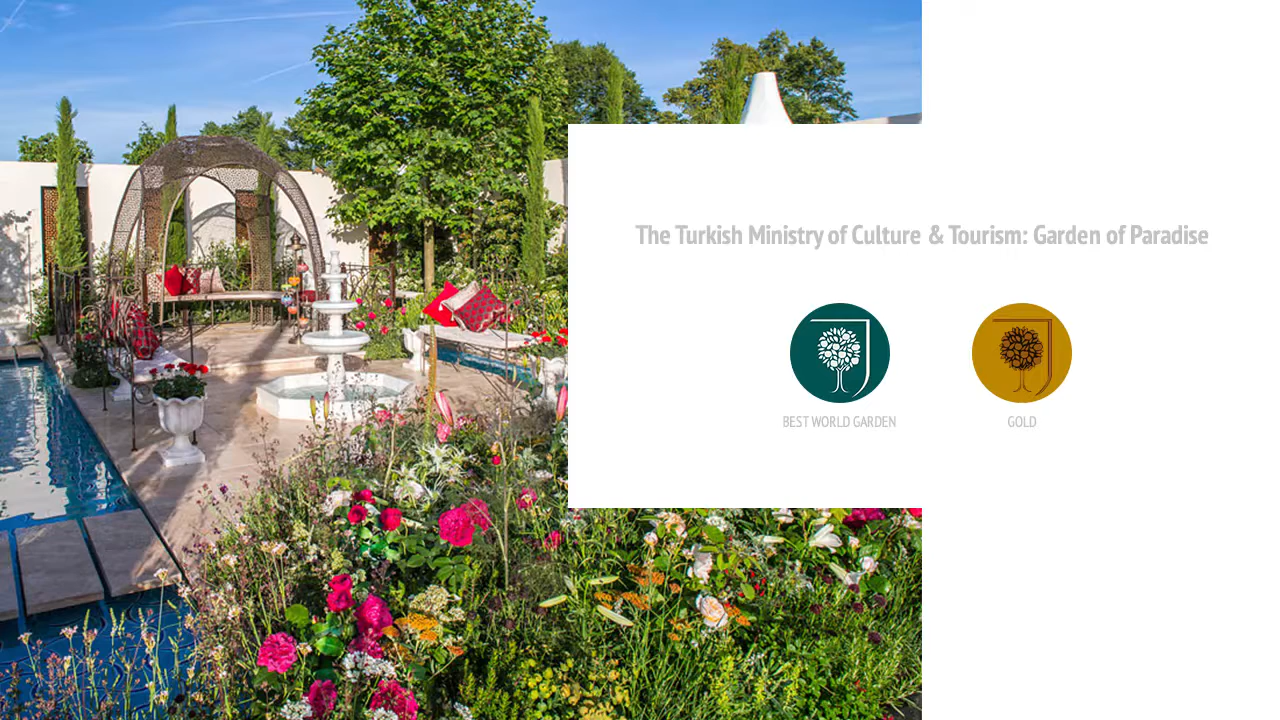 The Turkish Ministry of Culture & Tourism: Garden of Paradise
BEST WORLD GARDEN
GOLD